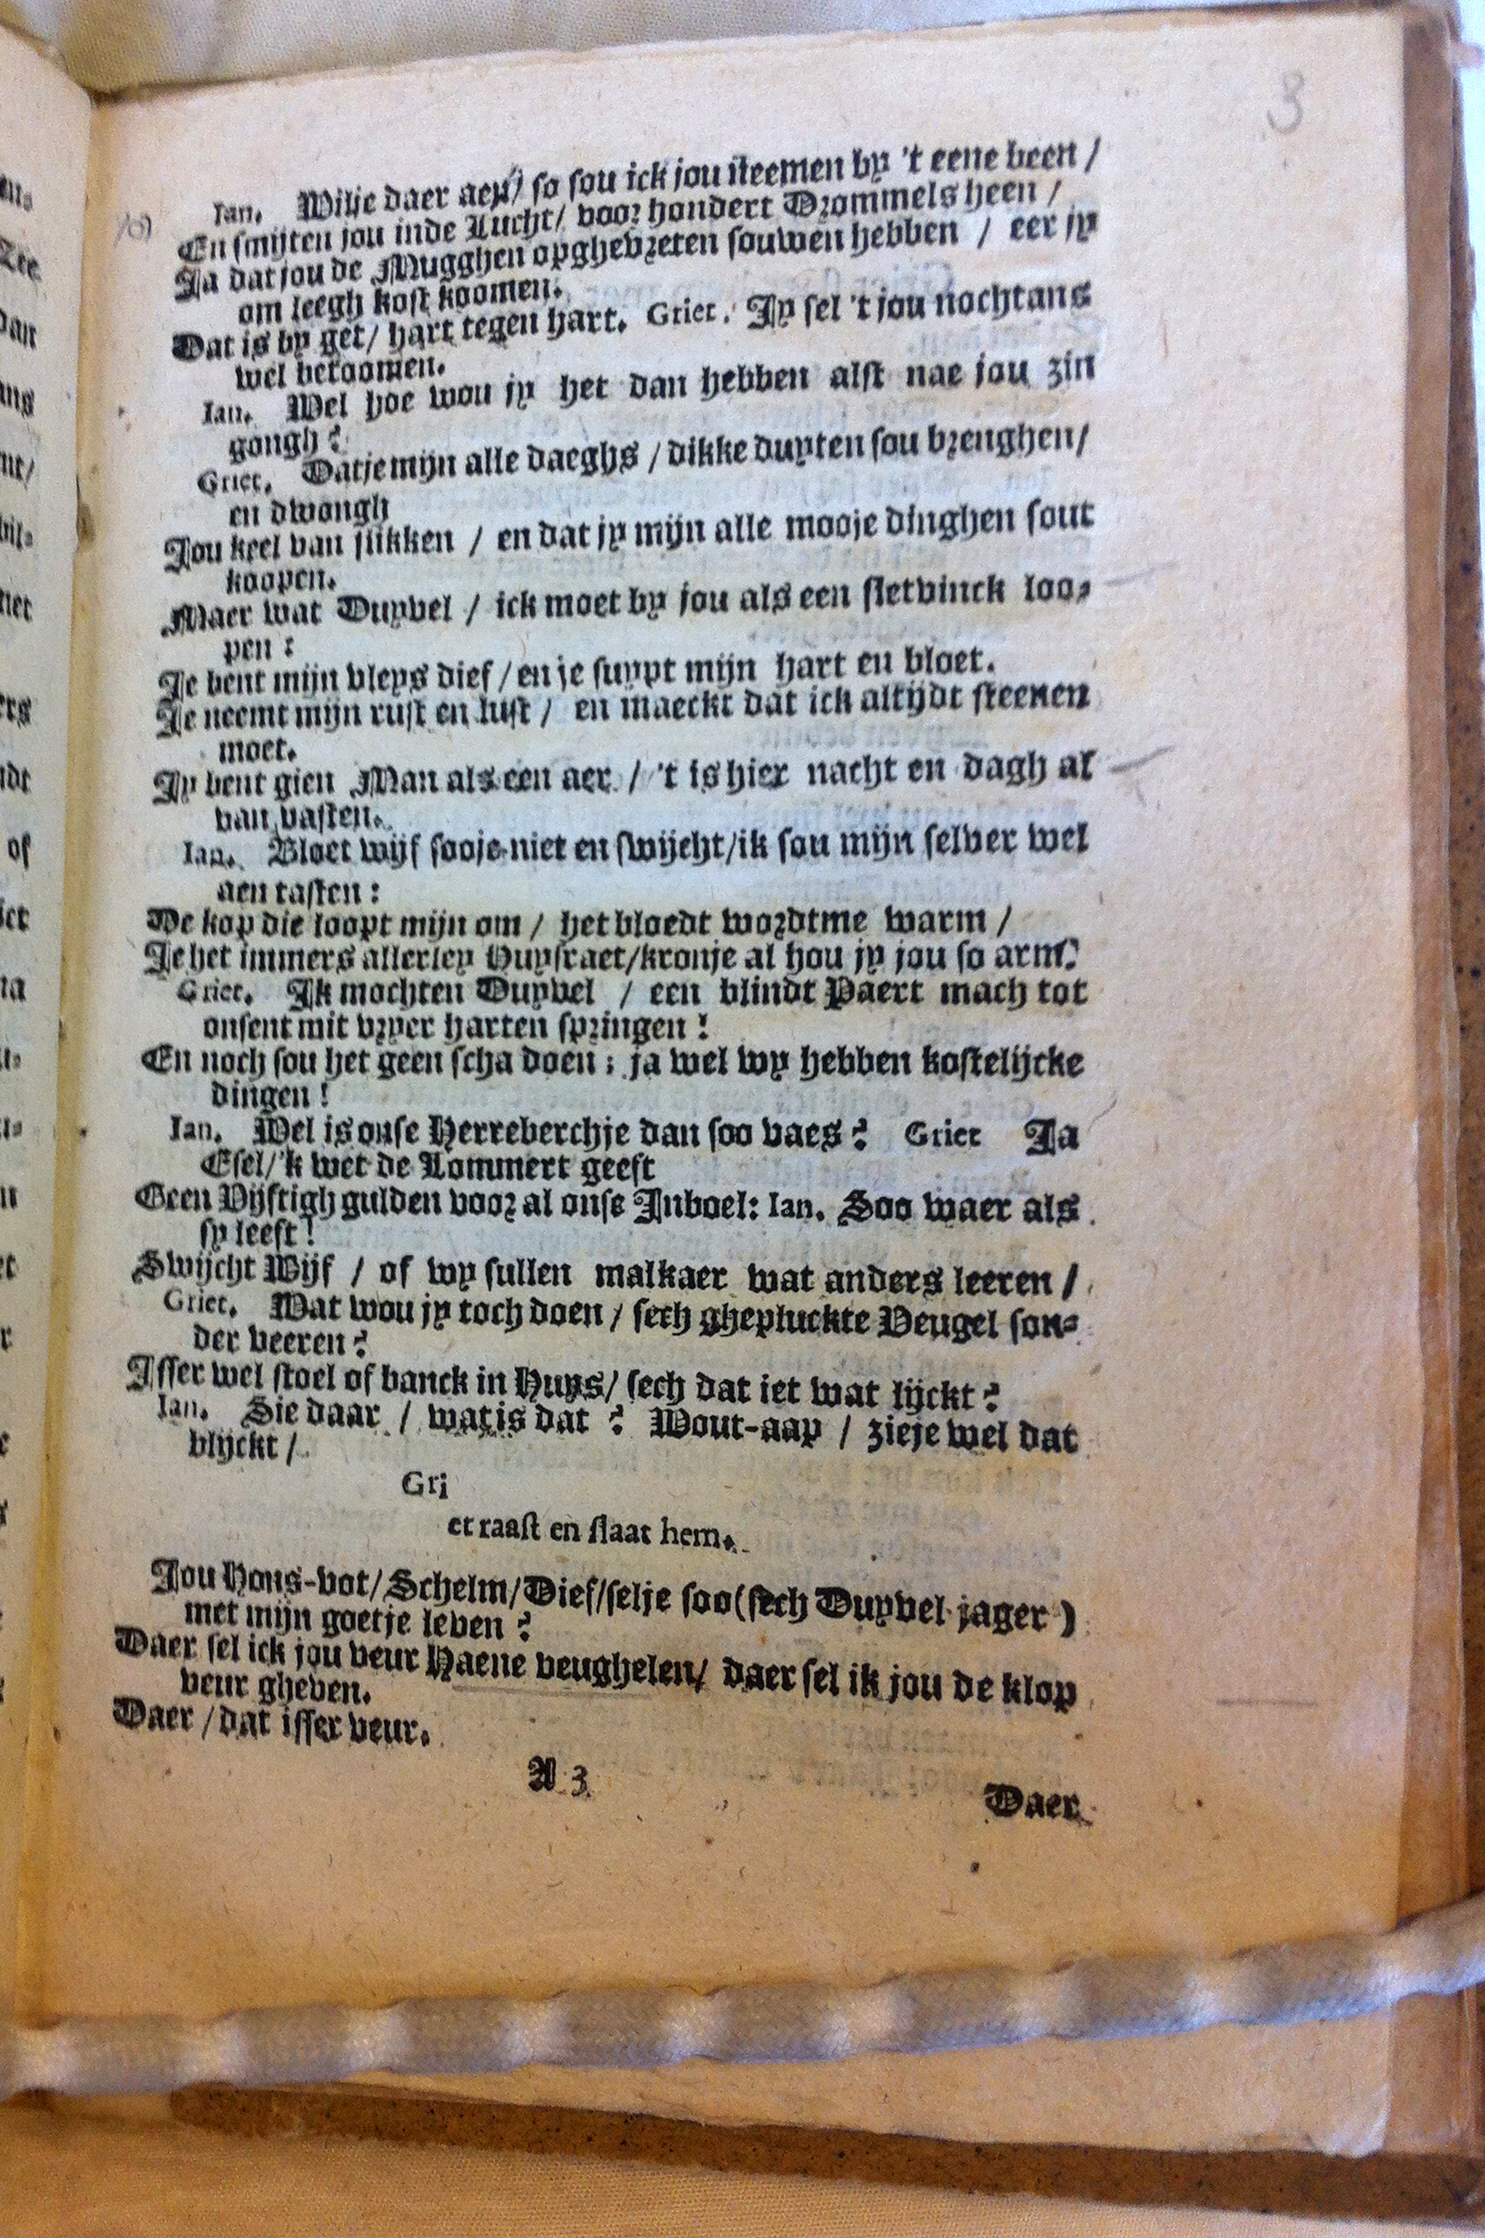 3
Ian. Wilje daer aen / so sou ick jou neemen by 't eene been /
En smijten jou inde Lucht / voor hondert Drommels heen /
Ja dat jou de Mugghen opghevreten souwen hebben / eer jy
om leegh kost koomen.
Dat is by get / hart tegen hart. Griet. Jy sel 't jou nochtans
wel bekoomen.
Ian. Wel hoe wou jy het dan hebben alst nae jou zin
gongh?
Griet. Datje mijn alle daeghs / dikke duyten sou brenghen /
en dwongh
Jou keel van slikken / en dat jy mijn alle mooje dinghen sout
koopen.
Maer wat Duyvel / ick moet by jou als een sletvinck loo-
pen:
Je bent mijn vleys dief / en je suypt mijn hart en bloet.
Je neemt mijn rust en lust / en maeckt dat ick altijdt steenen
moet.
Jy bent gien Man als een aer / 't is hier nacht en dagh al
van vasten.
Ian. Bloet wijf sooje niet en swijcht / ik sou mijn selver wel
aen tasten:
De kop die loopt mijn om / het bloedt wordtme warm /
Je het immers allerley Huysraet / kronje al hou jy jou so arm?
Griet. Ik mochten Duyvel / een blindt Paert mach tot
onsent mit vryer harten springen!
En noch sou het geen scha doen; ja wel wy hebben kostelijcke
dingen!
Ian. Wel is onse Herreberchje dan soo vaes? Griet Ja
Esel / 'k wet de Lommert geeft
Geen Vijftigh gulden voor al onse Inboel: Ian. Soo waer als
sy leeft!
Swijcht Wijf / of wy sullen malkaer wat anders leeren /
Griet. Wat wou jy toch doen / sech ghepluckte Veugel son-
der veeren?
Isser wel stoel of banck in Huys / sech dat iet wat lijckt?
Ian. Sie daar / wat is dat? Wout-aap / zieje wel dat
blijckt /
Gri
et raast en slaat hem.
Jou Hons-vot / Schelm / Dief / selje soo (sech Duyvel jager)
met mijn goetje leven?
Daer sel ick jou veur Haene veughelen / daer sel ik jou de klop
veur gheven.
Daer / dat isser veur.
A 3
Daer